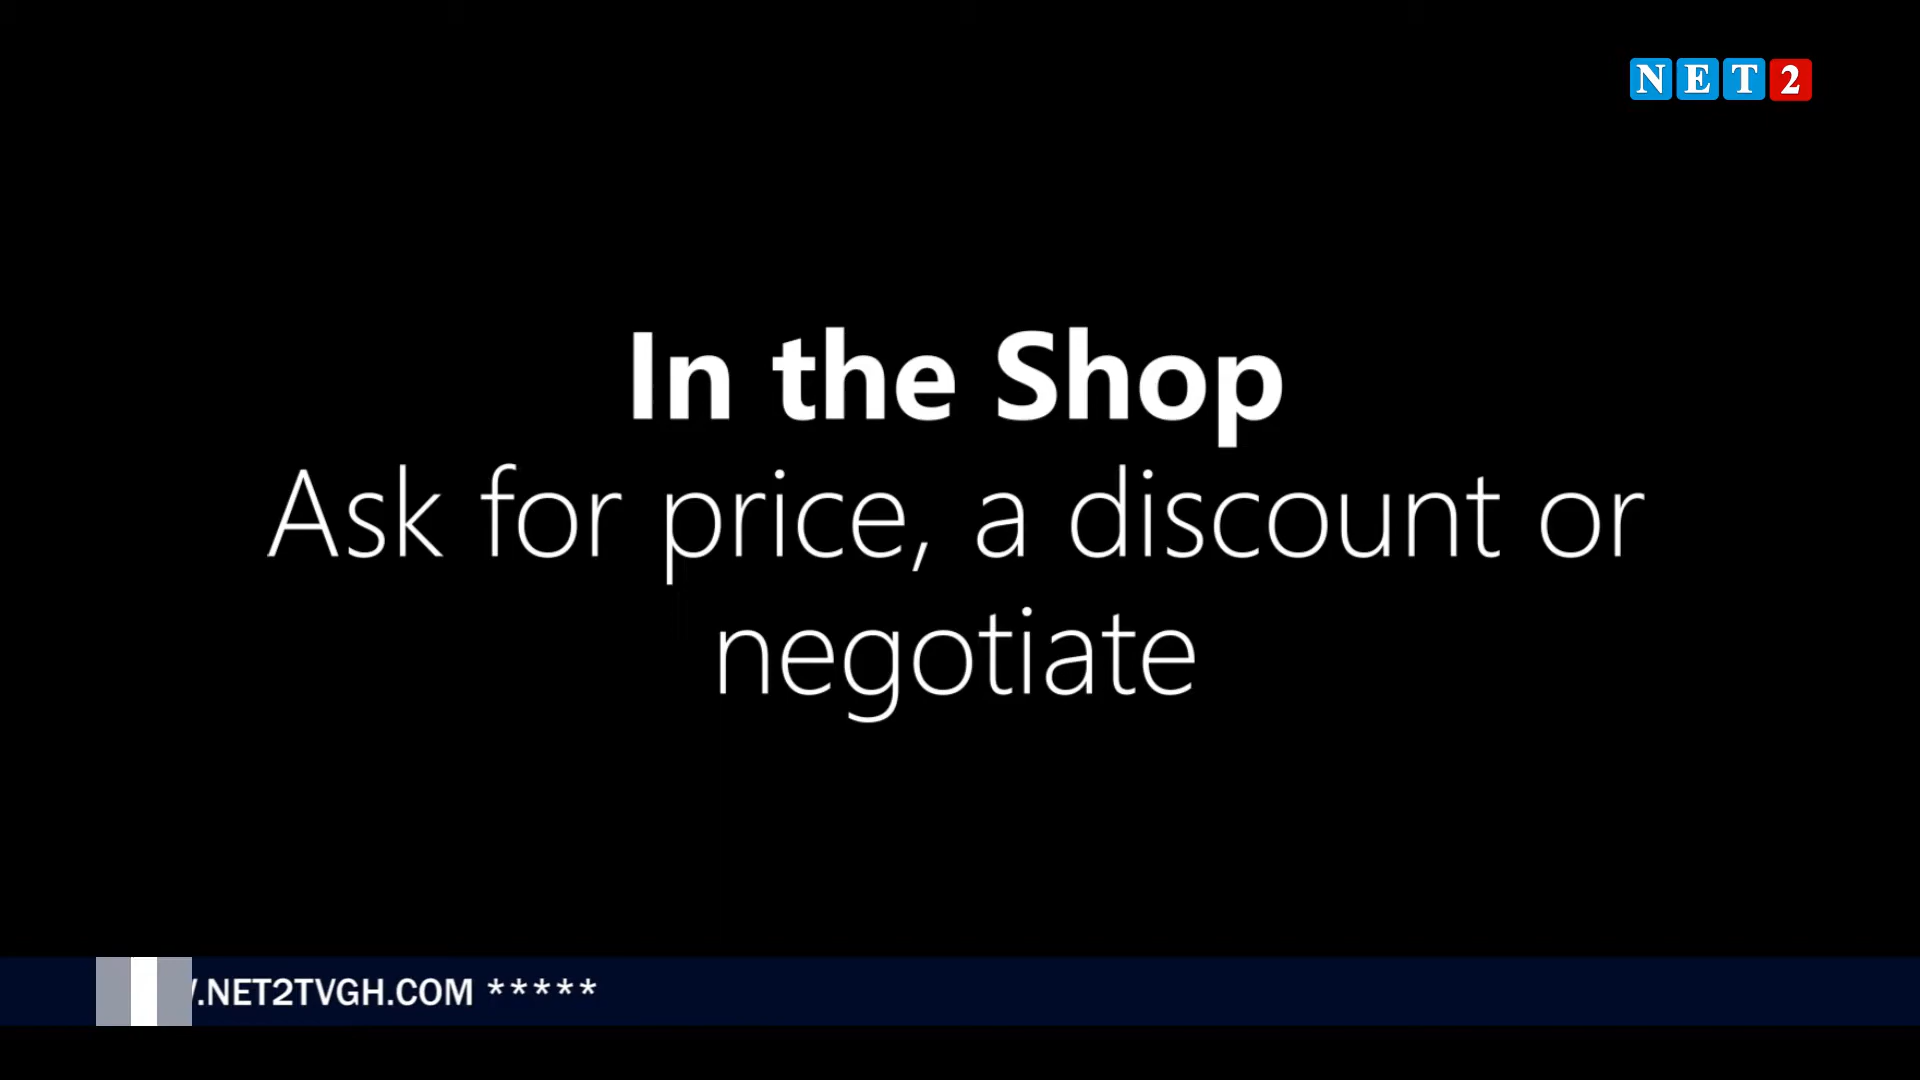 NET2
In the Shop
Ask for price, a discount or
negotiate
.NET2TVGH.COM *****